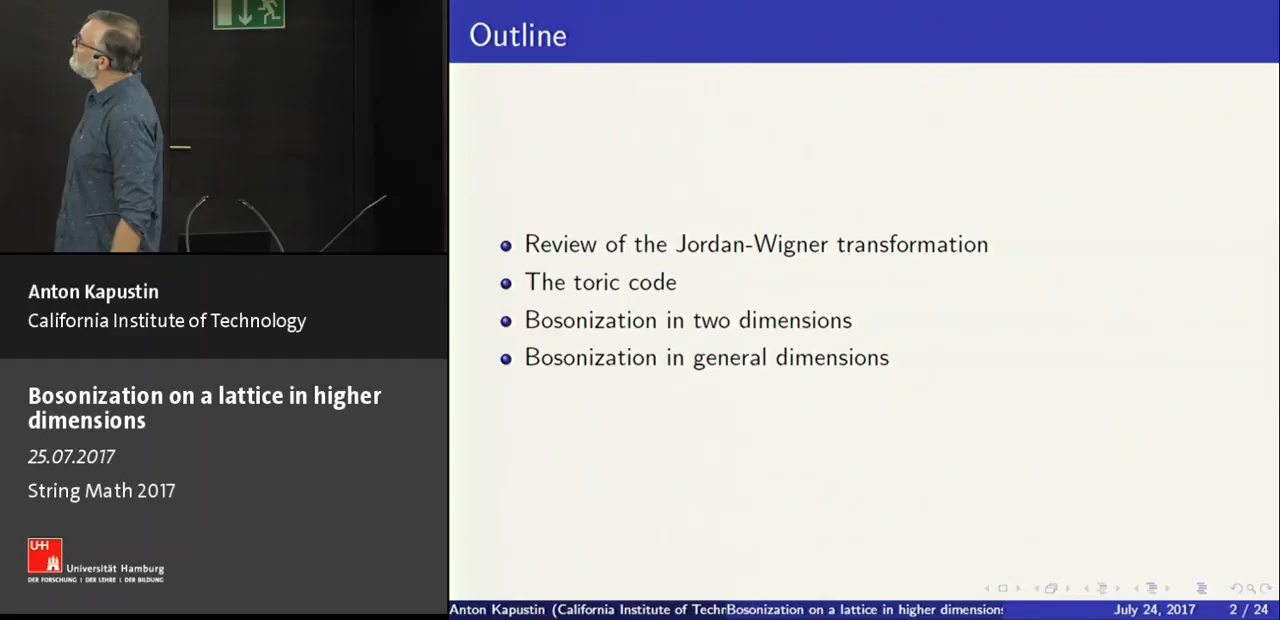 Anton Kapustin
California Institute of Technology
Bosonization on a lattice in higher
dimensions
25.07.2017
String Math 2017
UH
Universität Hamburg
DER FORSCHUNG | DER LEHRE | DER BILDUNG
Outline
Review of the Jordan-Wigner transformation
The toric code
Bosonization in two dimensions
Bosonization in general dimensions
Anton Kapustin (California Institute of Techn
Bosonization on a lattice in higher dimensions
July 24, 2017
2 / 24